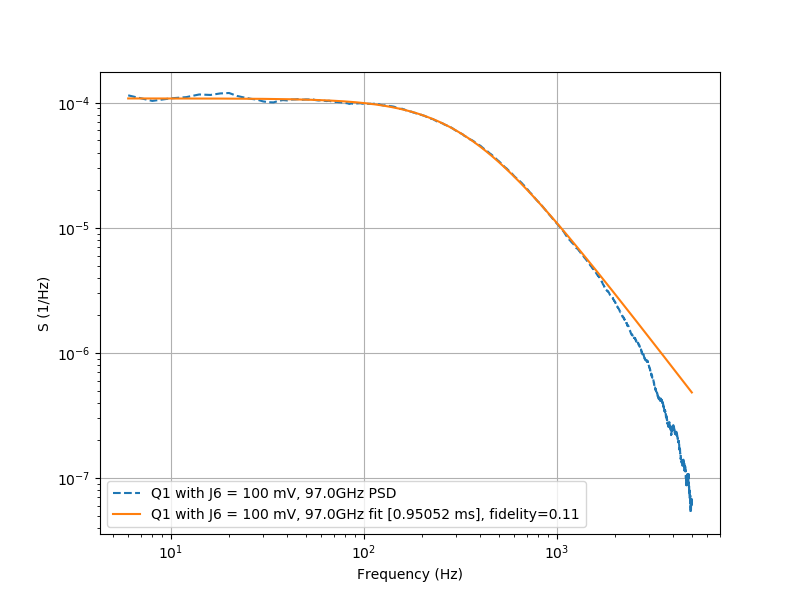 10⁻⁴
10⁻⁵
10⁻⁶
10⁻⁷
S (1/Hz)
Q1 with J6 = 100 mV, 97.0GHz PSD
Q1 with J6 = 100 mV, 97.0GHz fit [0.95052 ms], fidelity=0.11
10¹ 10² 10³
Frequency (Hz)